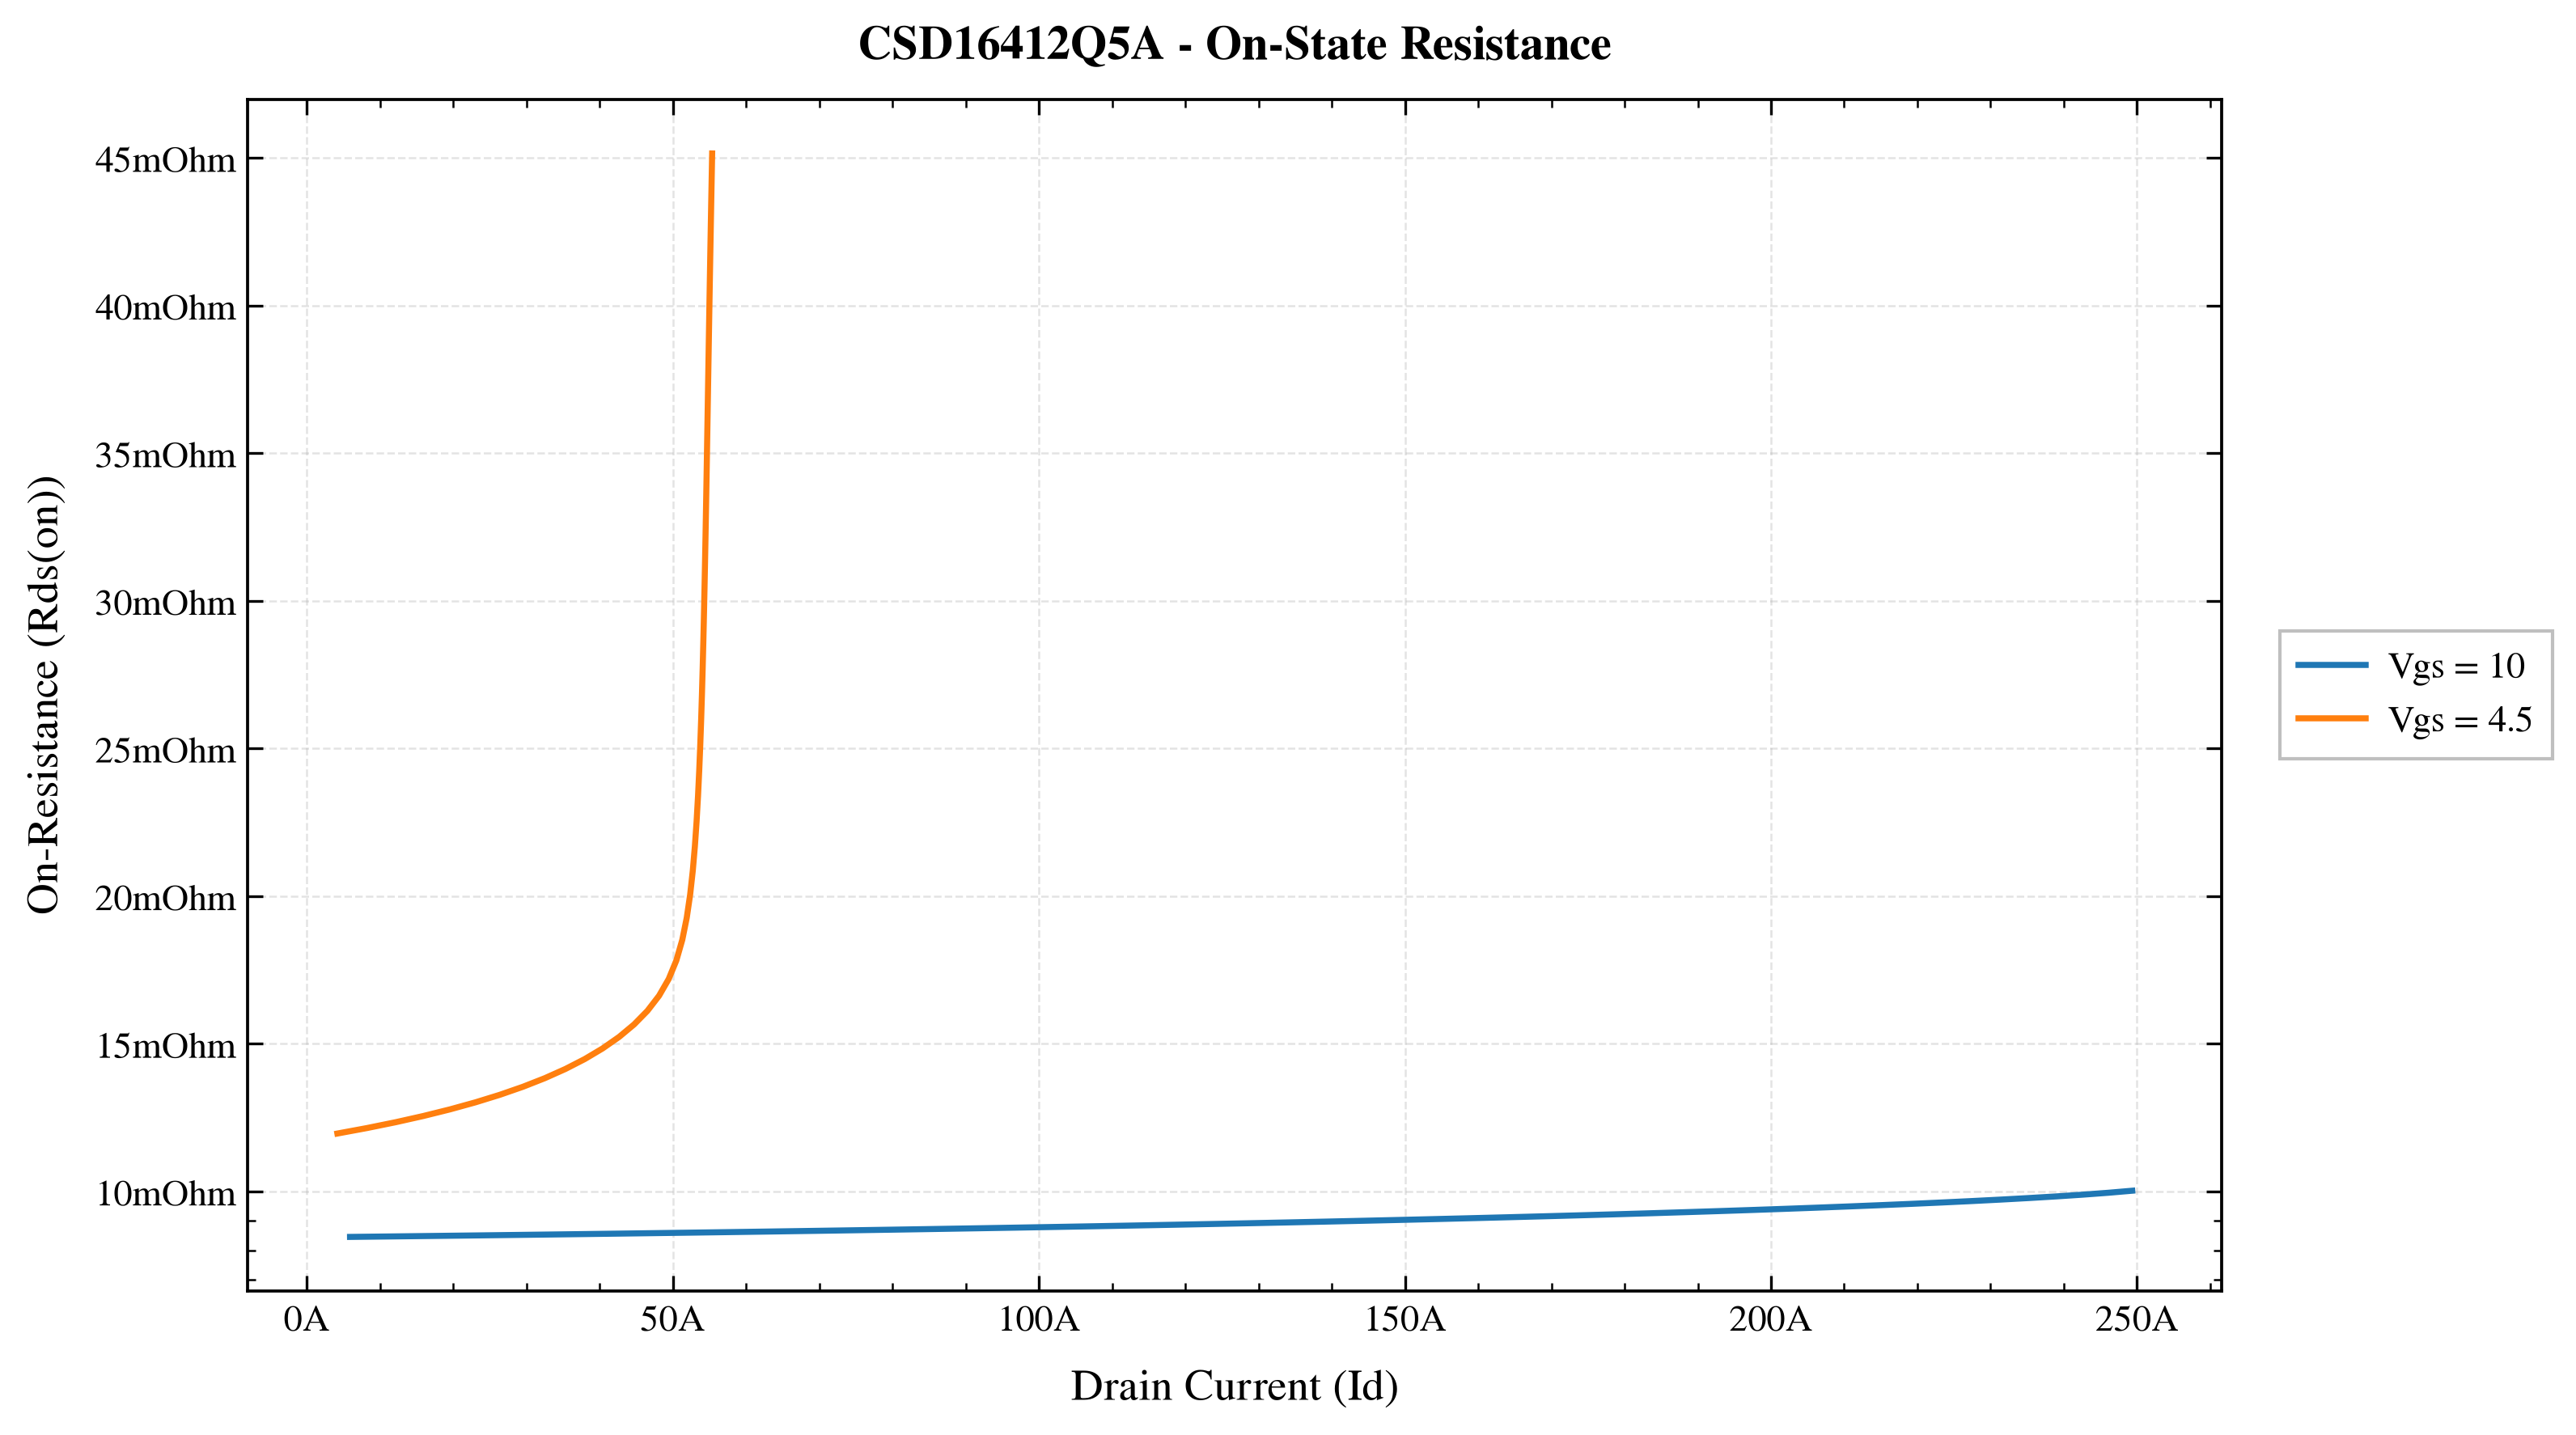 CSD16412Q5A - On-State Resistance
On-Resistance (Rds(on))
45mOhm
40mOhm
35mOhm
30mOhm
25mOhm
20mOhm
15mOhm
10mOhm
0A
50A
100A
150A
200A
250A
Drain Current (Id)
Vgs = 10
Vgs = 4.5